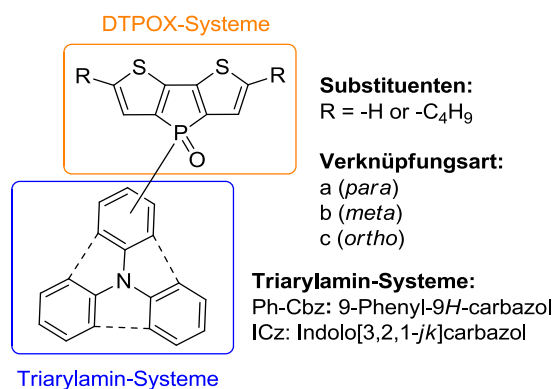 DTPOX-Systeme
R S S R
P
O
Substituenten:
R = -H or -C₄H₉
Verknüpfungsart:
a (para)
b (meta)
c (ortho)
N
Triarylamin-Systeme:
Ph-Cbz: 9-Phenyl-9H-carbazol
ICz: Indolo[3,2,1-jk]carbazol
Triarylamin-Systeme